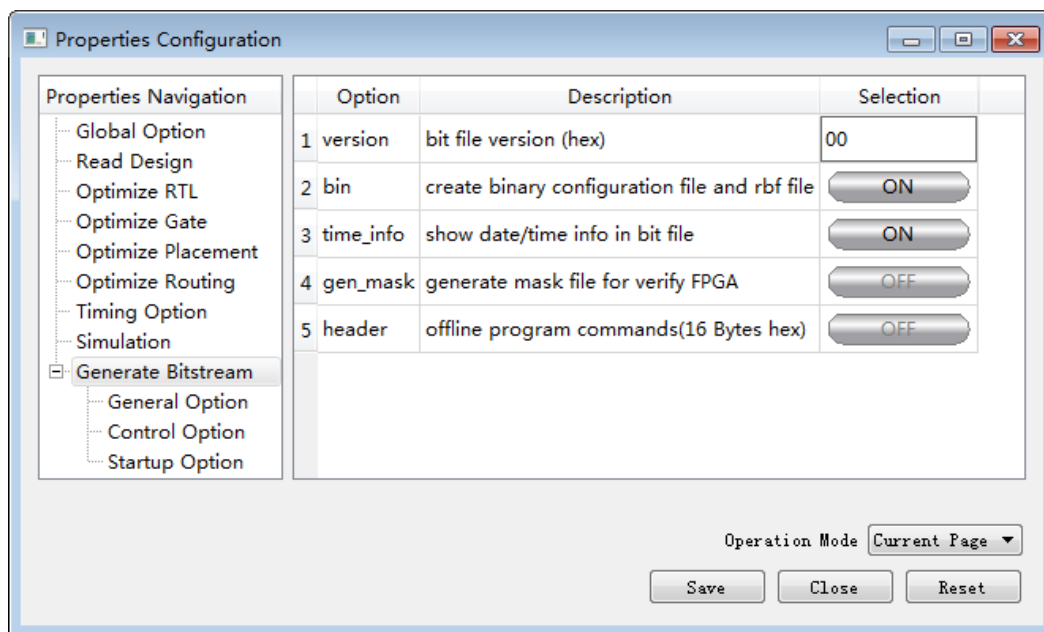 Properties Configuration
Properties Navigation
Global Option
Read Design
Optimize RTL
Optimize Gate
Optimize Placement
Optimize Routing
Timing Option
Simulation
Generate Bitstream
General Option
Control Option
Startup Option
Option Description Selection
1 version bit file version (hex) 00
2 bin create binary configuration file and rbf file ON
3 time_info show date/time info in bit file ON
4 gen_mask generate mask file for verify FPGA OFF
5 header offline program commands(16 Bytes hex) OFF
Operation Mode Current Page
Save Close Reset